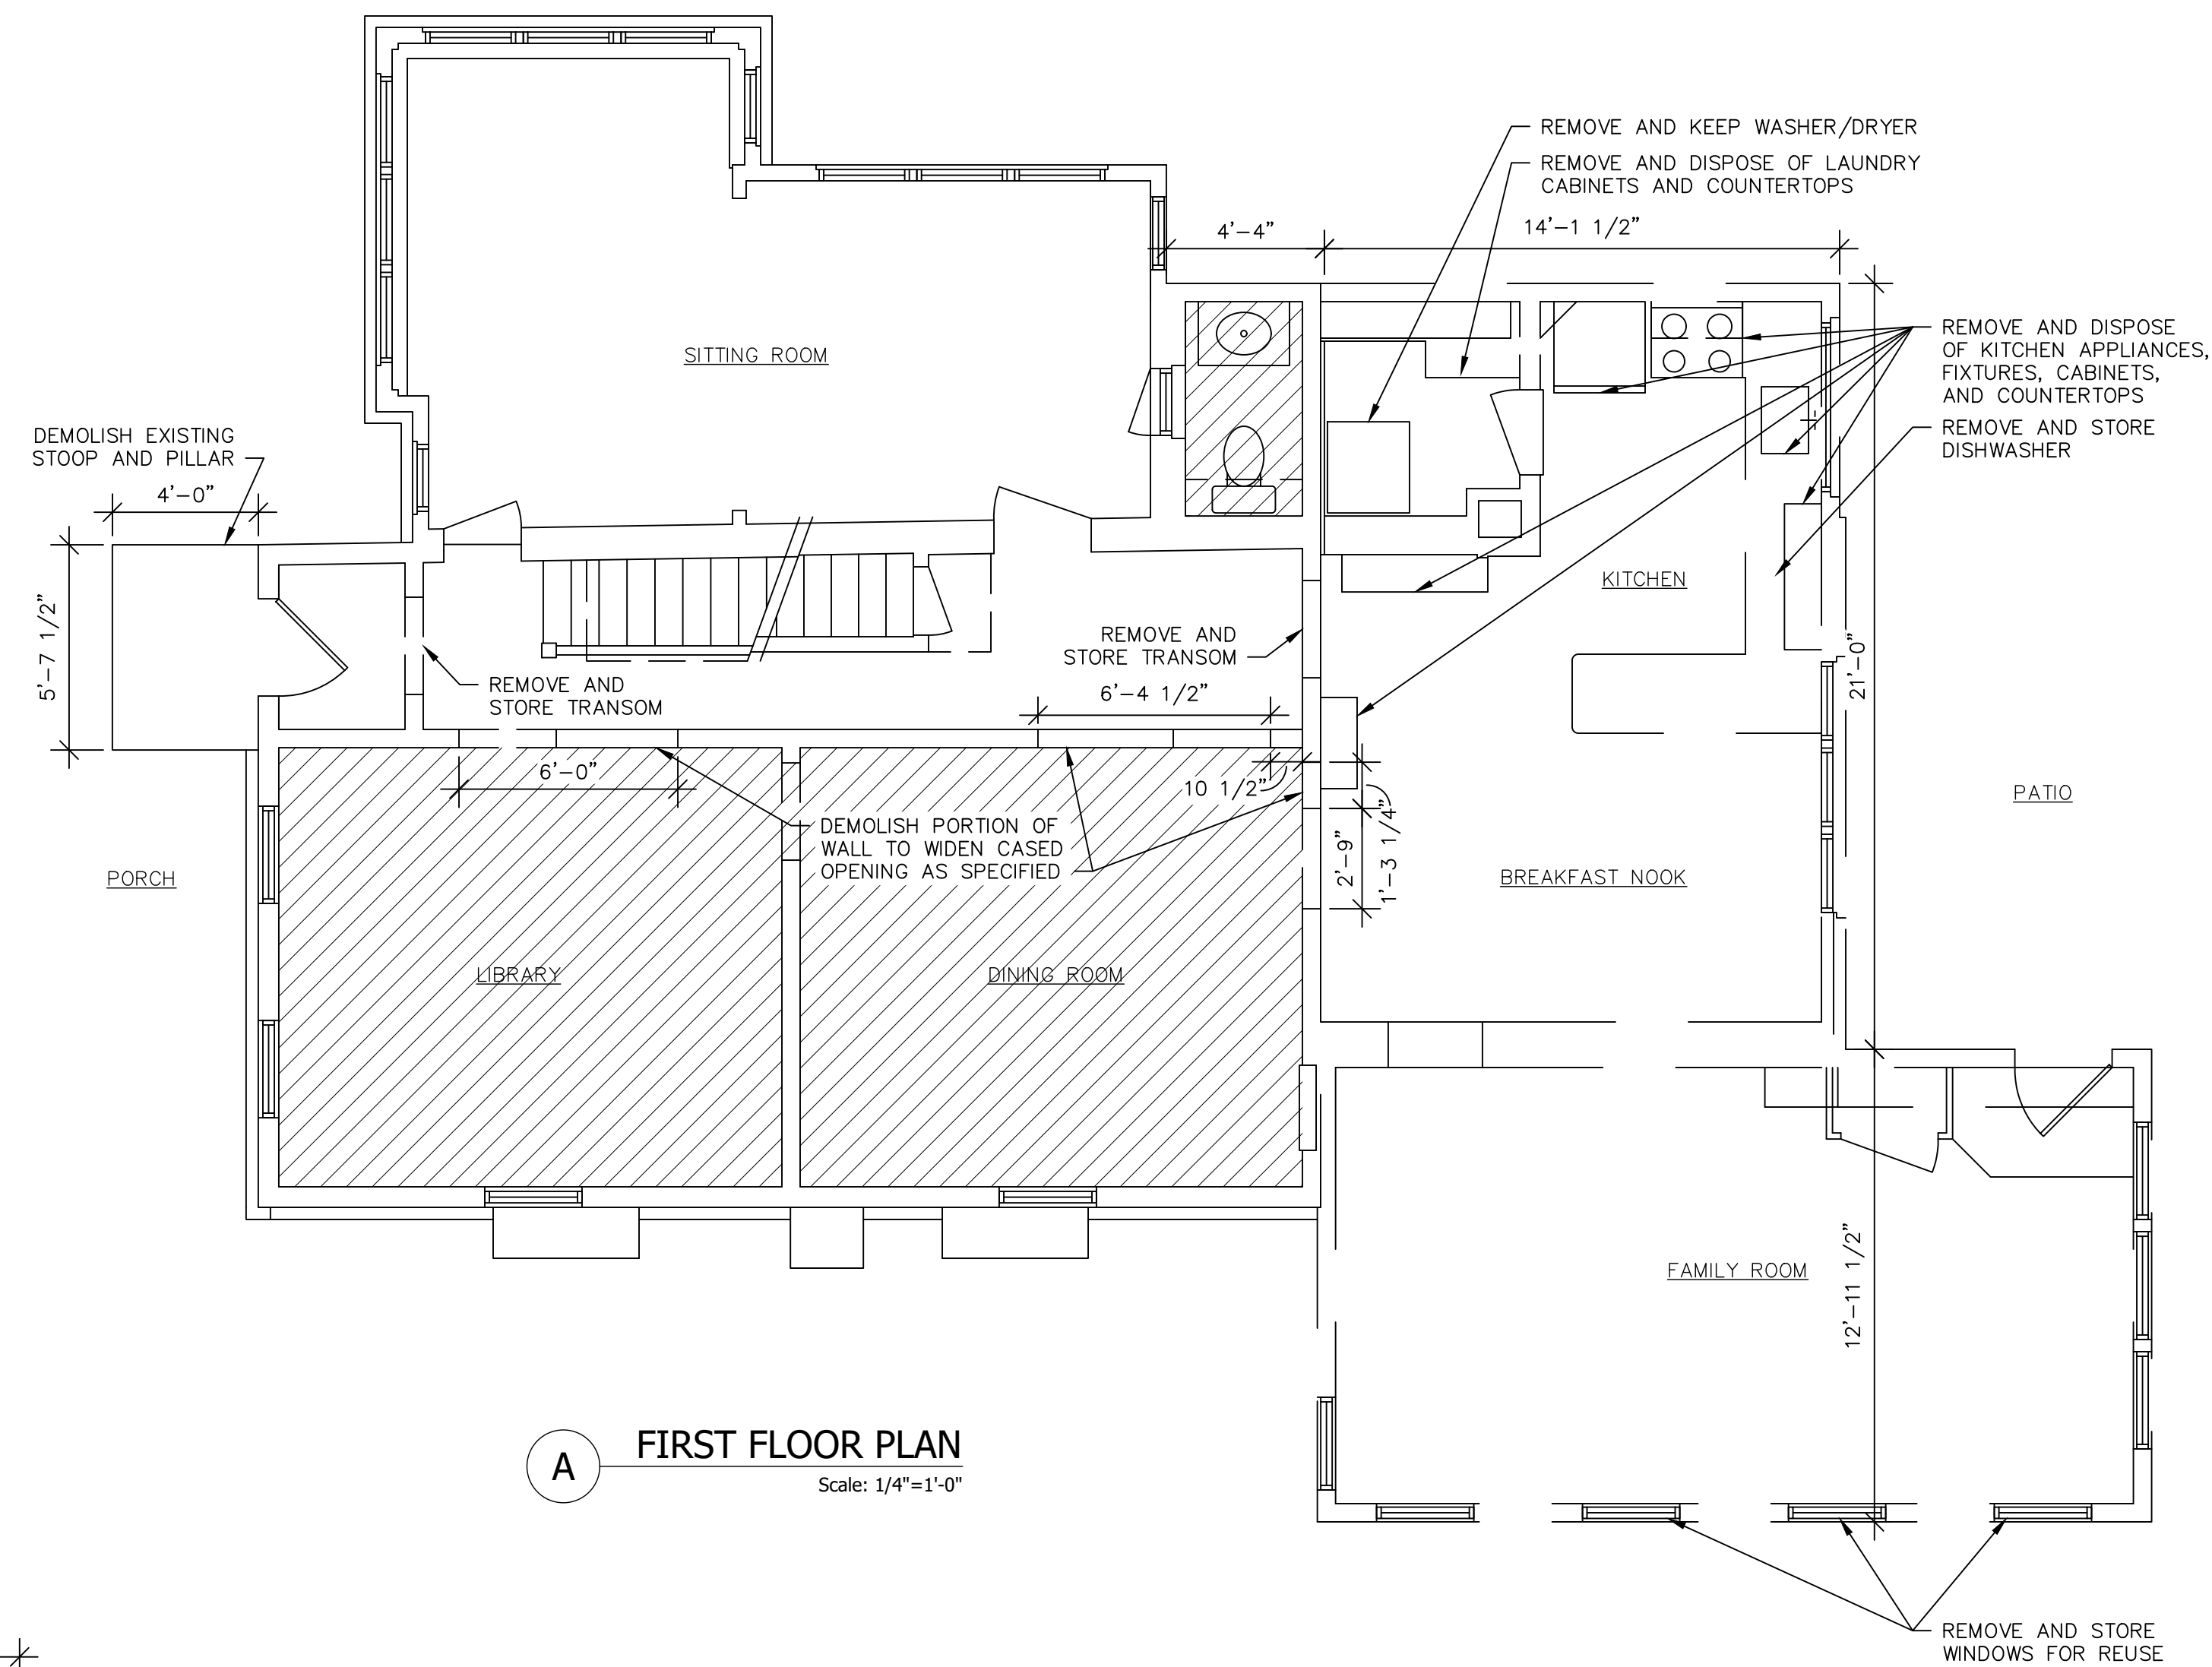 REMOVE AND KEEP WASHER/DRYER
REMOVE AND DISPOSE OF LAUNDRY
CABINETS AND COUNTERTOPS
4'-4"
14'-1 1/2"
REMOVE AND DISPOSE
OF KITCHEN APPLIANCES,
FIXTURES, CABINETS,
AND COUNTERTOPS
SITTING ROOM
REMOVE AND STORE
DISHWASHER
DEMOLISH EXISTING
STOOP AND PILLAR
4'-0"
5'-7 1/2"
KITCHEN
REMOVE AND
STORE TRANSOM
REMOVE AND
STORE TRANSOM
6'-4 1/2"
21'-0"
6'-0"
10 1/2"
PATIO
DEMOLISH PORTION OF
WALL TO WIDEN CASED
OPENING AS SPECIFIED
2'-9"
1'-3 1/4"
PORCH
BREAKFAST NOOK
LIBRARY
DINING ROOM
FAMILY ROOM
12'-11 1/2"
A
FIRST FLOOR PLAN
Scale: 1/4"=1'-0"
REMOVE AND STORE
WINDOWS FOR REUSE